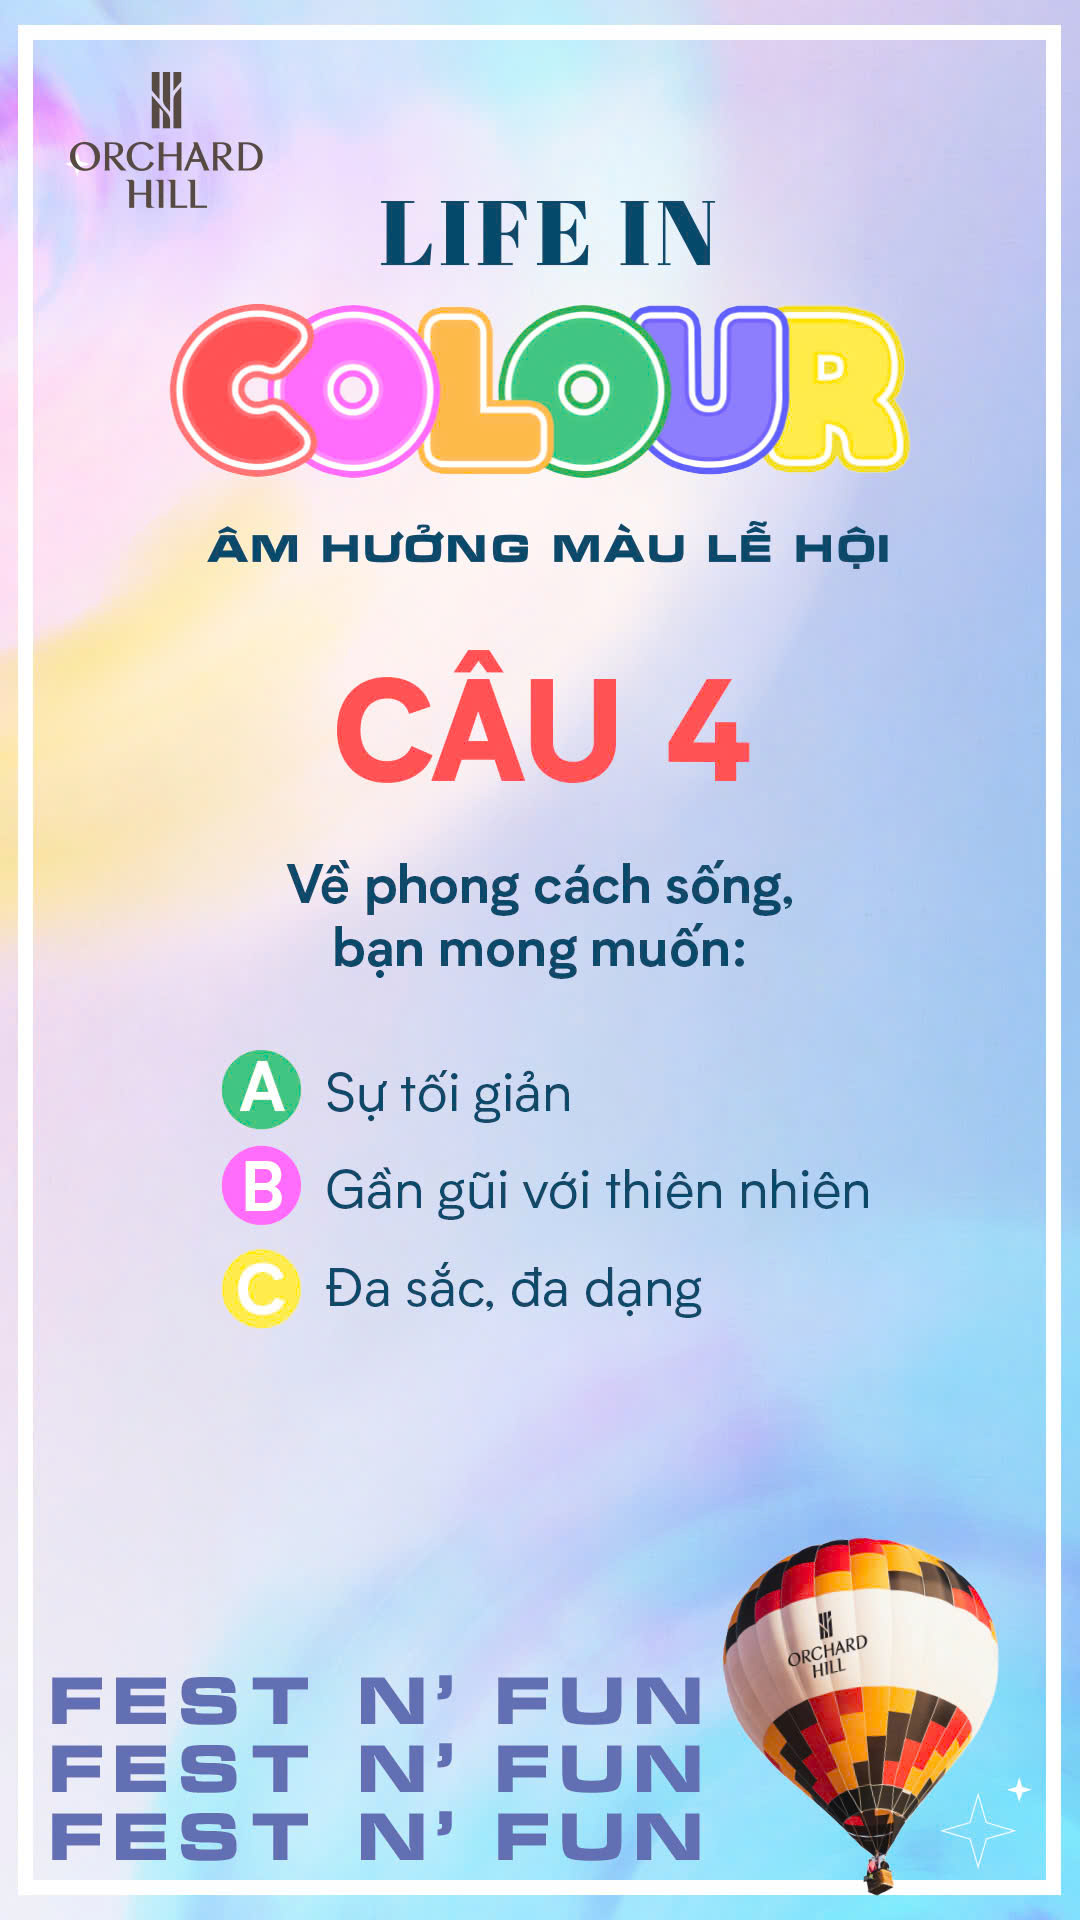 ORCHARD
HILL
LIFE IN
COLOUR
ÂM HƯỞNG MÀU LỄ HỘI
CÂU 4
Về phong cách sống,
bạn mong muốn:
A Sự tối giản
B Gần gũi với thiên nhiên
C Đa sắc, đa dạng
ORCHARD
HILL
FEST N’ FUN
FEST N’ FUN
FEST N’ FUN